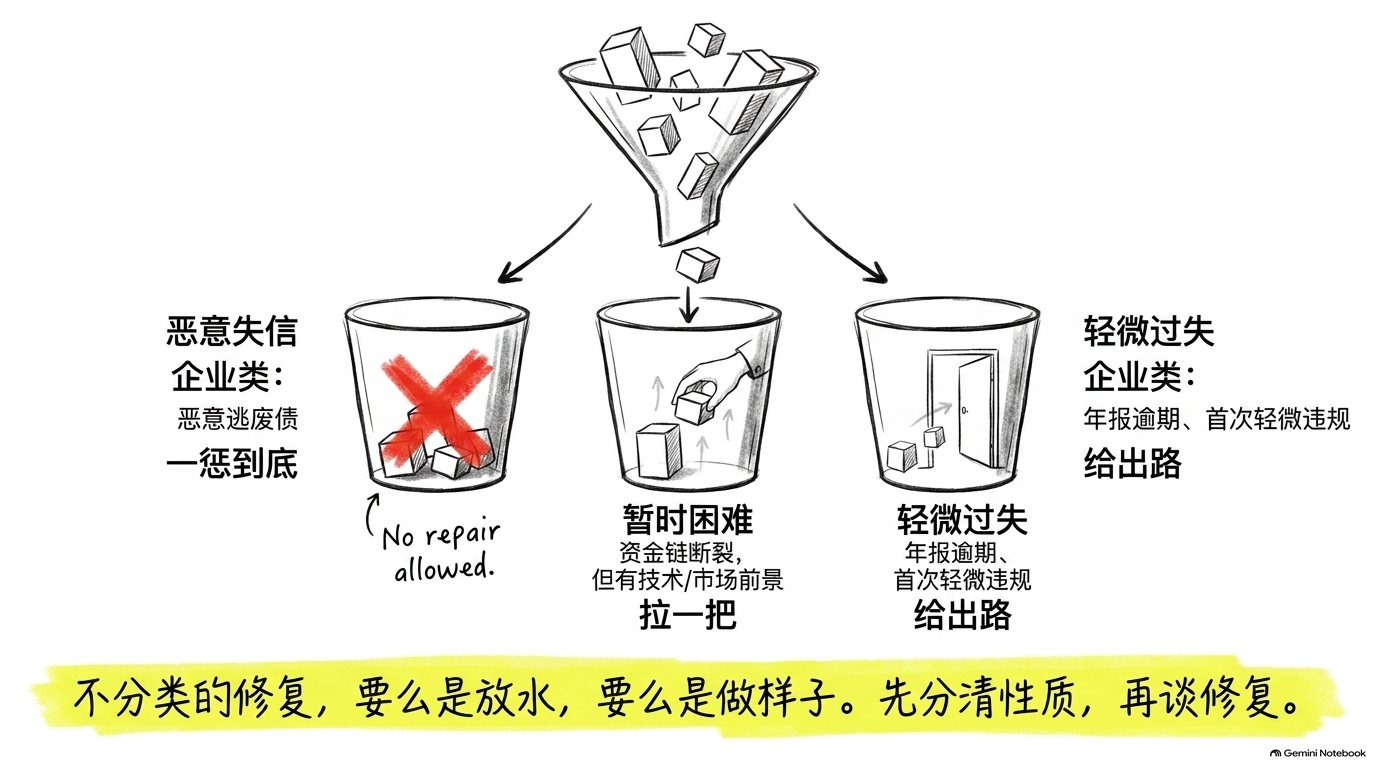 恶意失信
企业类：
恶意逃废债
一惩到底
No repair
allowed.
暂时困难
资金链断裂，
但有技术/市场前景
拉一把
轻微过失
年报逾期、
首次轻微违规
给出路
轻微过失
企业类：
年报逾期、首次轻微违规
给出路
不分类的修复，要么是放水，要么是做样子。先分清性质，再谈修复。
Gemini Notebook